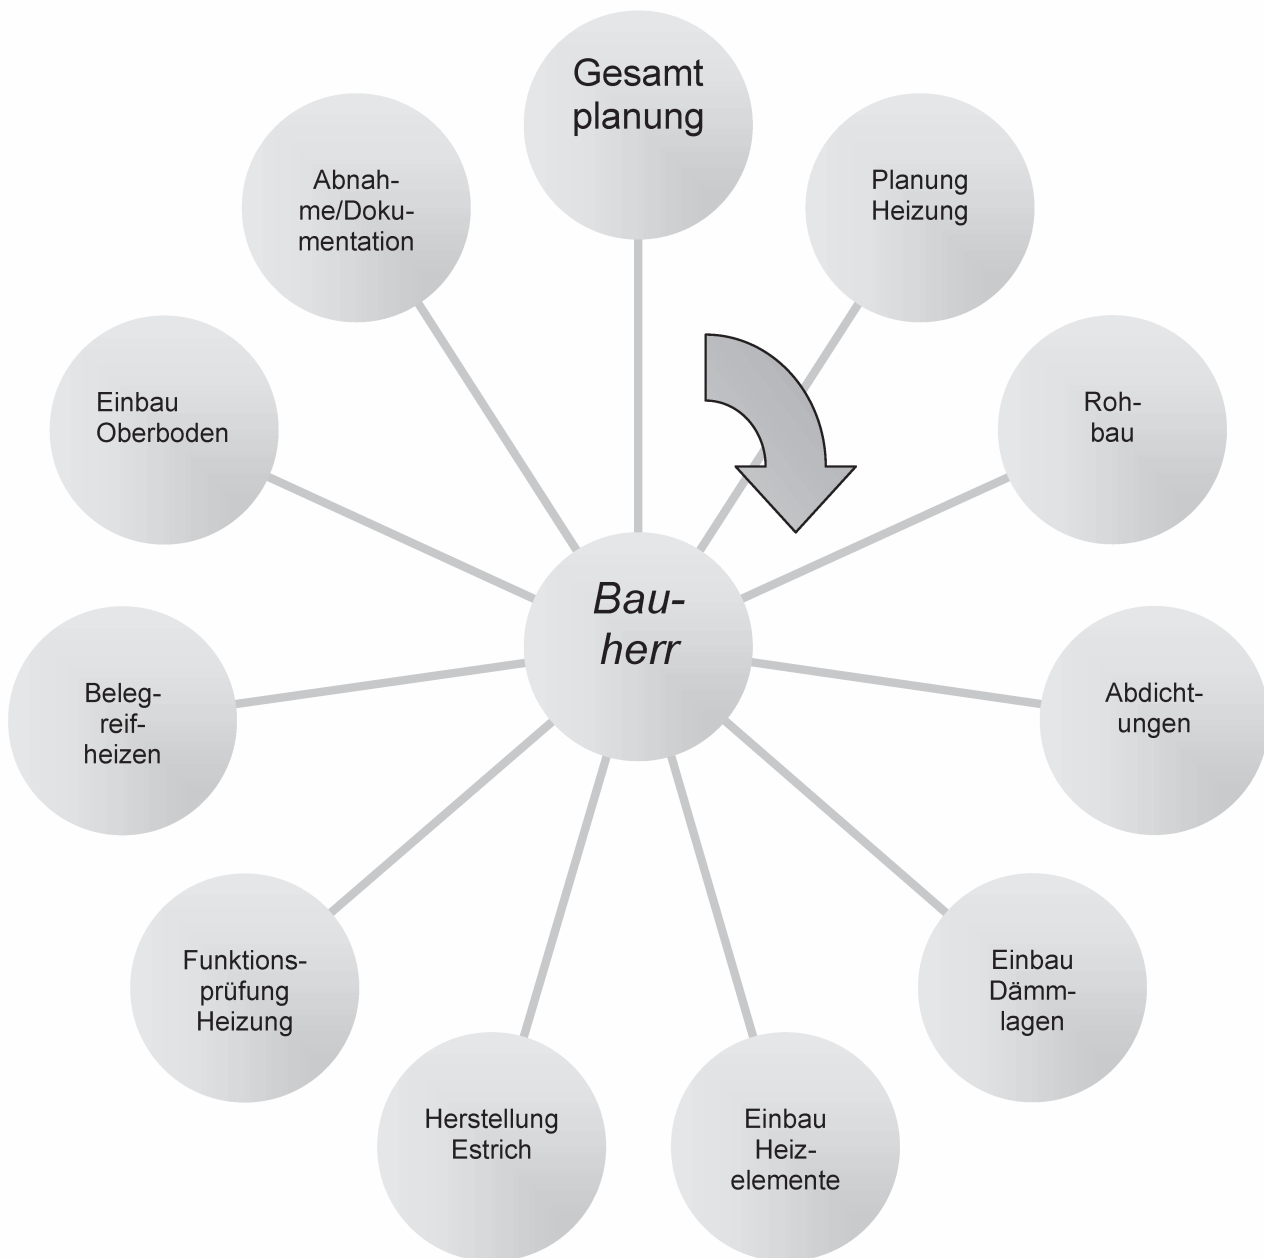 Gesamt
planung
Planung
Heizung
Roh-
bau
Abdicht-
ungen
Einbau
Dämm-
lagen
Einbau
Heiz-
elemente
Herstellung
Estrich
Funktions-
prüfung
Heizung
Beleg-
reif-
heizen
Einbau
Oberboden
Abnah-
me/Doku-
mentation
Bau-
herr